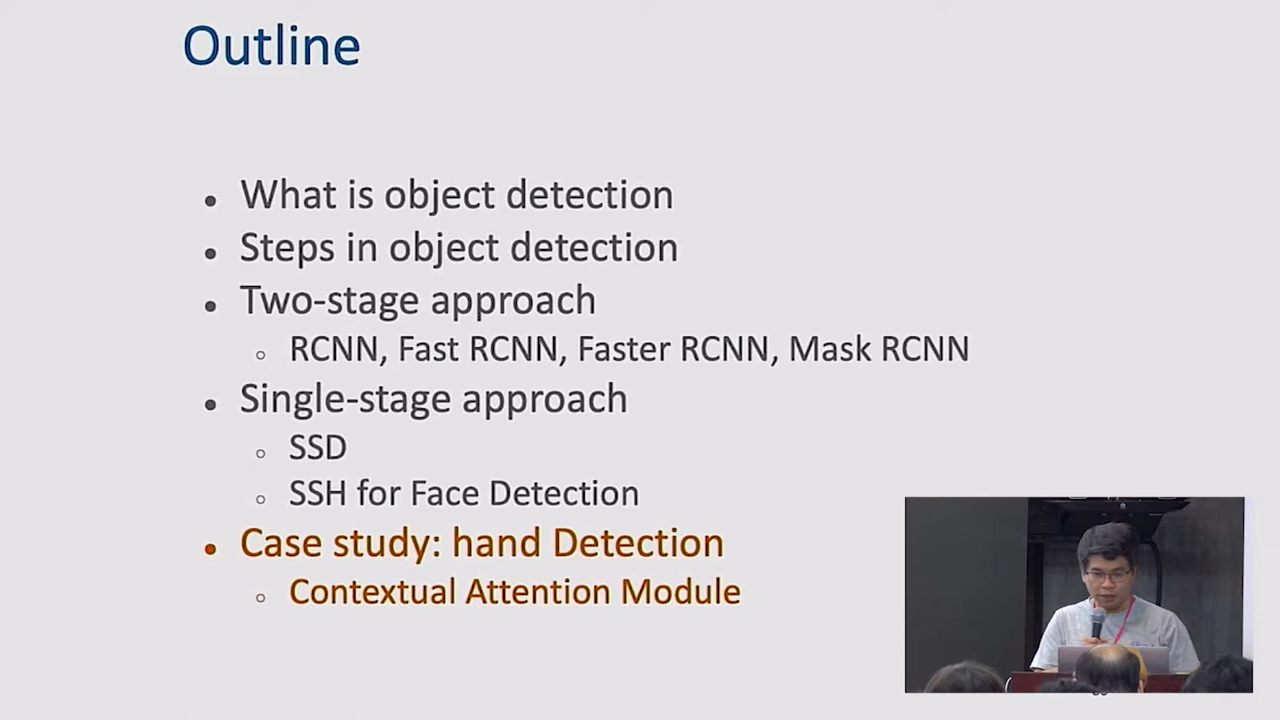 Outline
What is object detection
Steps in object detection
Two-stage approach
RCNN, Fast RCNN, Faster RCNN, Mask RCNN
Single-stage approach
SSD
SSH for Face Detection
Case study: hand Detection
Contextual Attention Module